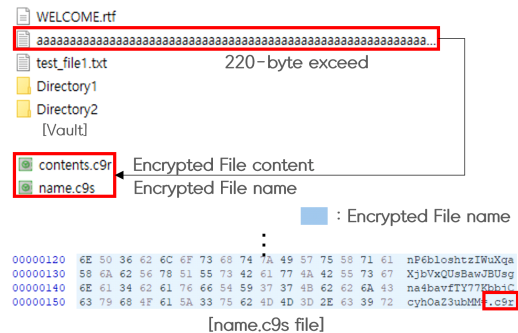 WELCOME.rtf
aaaaaaaaaaaaaaaaaaaaaaaaaaaaaaaaaaaaaaaaaaaaaaaaaaaaaaaaaaa...
test_file1.txt
220-byte exceed
Directory1
Directory2
[Vault]
contents.c9r Encrypted File content
name.c9s Encrypted File name
: Encrypted File name
:
00000120 6E 50 36 62 6C 6F 73 68 74 7A 49 57 75 58 71 61 nP6bloshtzIWuXqa
00000130 58 6A 62 56 78 51 55 73 42 61 77 4A 42 55 73 67 XjbVxQUsBawJBUsg
00000140 6E 61 34 62 61 76 66 54 59 37 37 4B 62 62 6A 43 na4bavfTY77KbbjC
00000150 63 79 68 4F 61 5A 33 75 62 4D 4D 3D 2E 63 39 72 cyhOaZ3ubMM=.c9r
[name.c9s file]